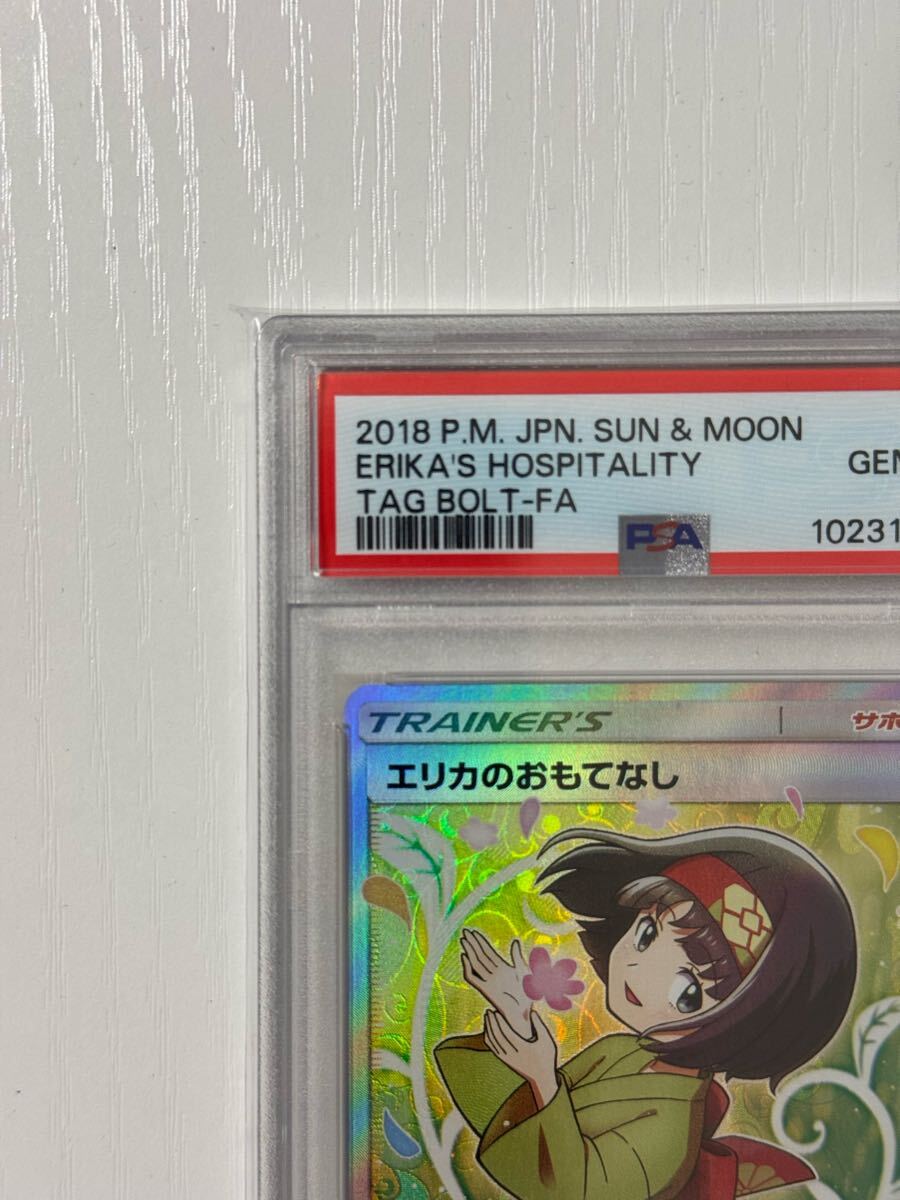 2018 P.M. JPN. SUN & MOON
ERIKA'S HOSPITALITY GEM
TAG BOLT-FA
PSA 10231
TRAINER'S サポ
エリカのおもてなし